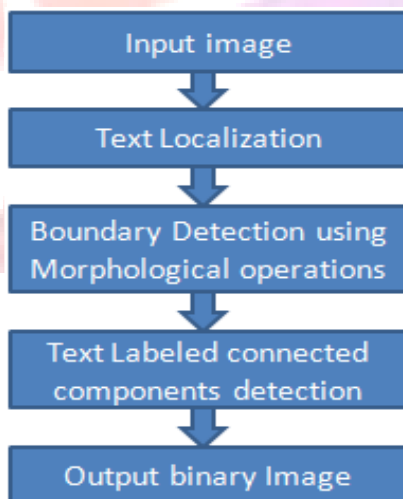 Input image
Text Localization
Boundary Detection using
Morphological operations
Text Labeled connected
components detection
Output binary Image